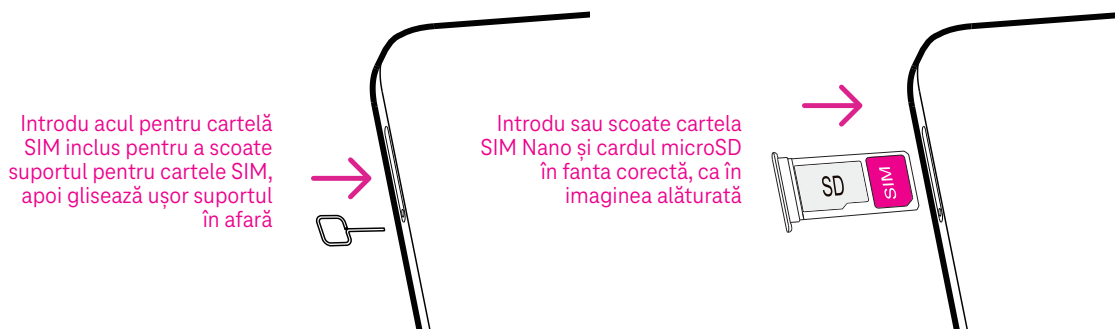 Introdu acul pentru cartelă
SIM inclus pentru a scoate
suportul pentru cartele SIM,
apoi glisează ușor suportul
în afară
Introdu sau scoate cartela
SIM Nano și cardul microSD
în fanta corectă, ca în
imaginea alăturată
SD
SIM